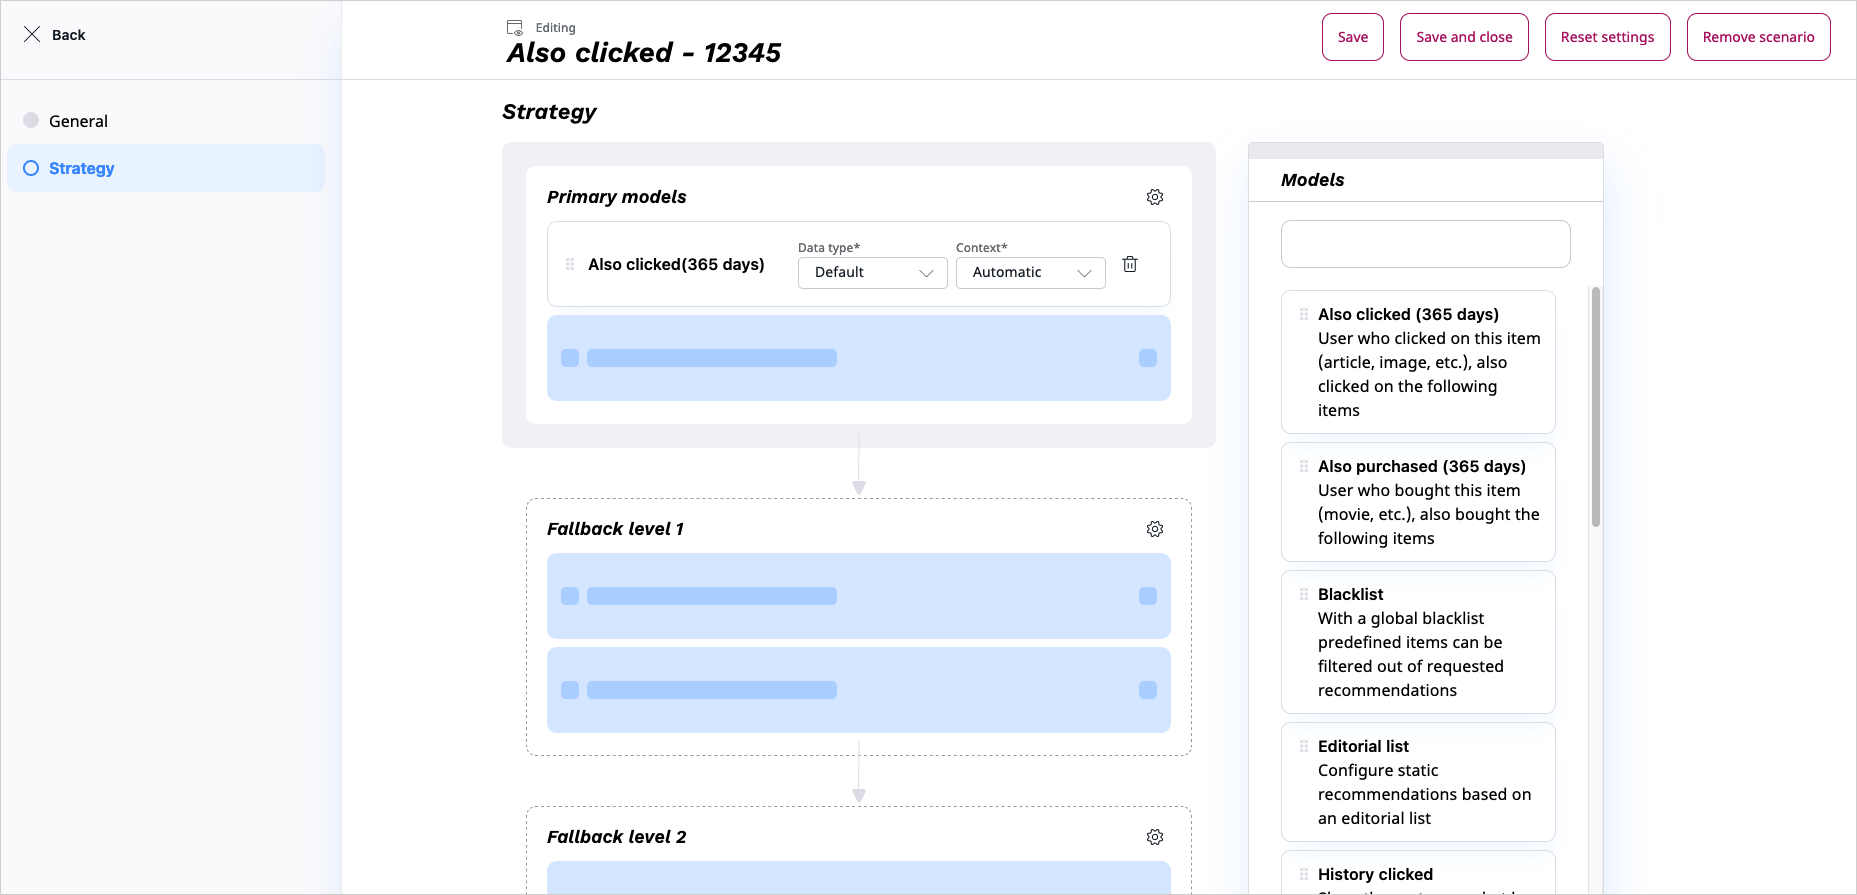 Back
General
Strategy
Editing
Also clicked - 12345
Save
Save and close
Reset settings
Remove scenario
Strategy
Primary models
Also clicked(365 days)
Data type*
Default
Context*
Automatic
Fallback level 1
Fallback level 2
Models
Also clicked (365 days)
User who clicked on this item
(article, image, etc.), also
clicked on the following
items
Also purchased (365 days)
User who bought this item
(movie, etc.), also bought the
following items
Blacklist
With a global blacklist
predefined items can be
filtered out of requested
recommendations
Editorial list
Configure static
recommendations based on
an editorial list
History clicked